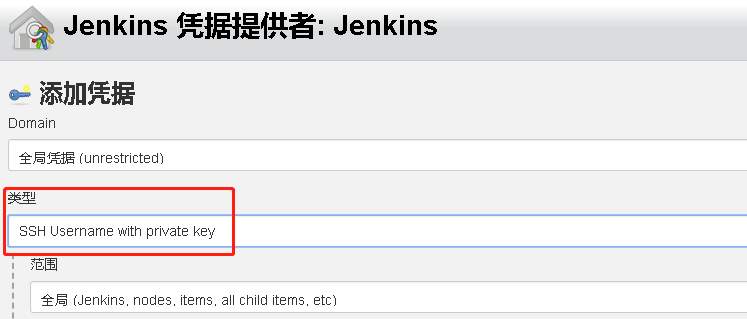 Jenkins 凭据提供者: Jenkins
添加凭据
Domain
全局凭据 (unrestricted)
类型
SSH Username with private key
范围
全局 (Jenkins, nodes, items, all child items, etc)